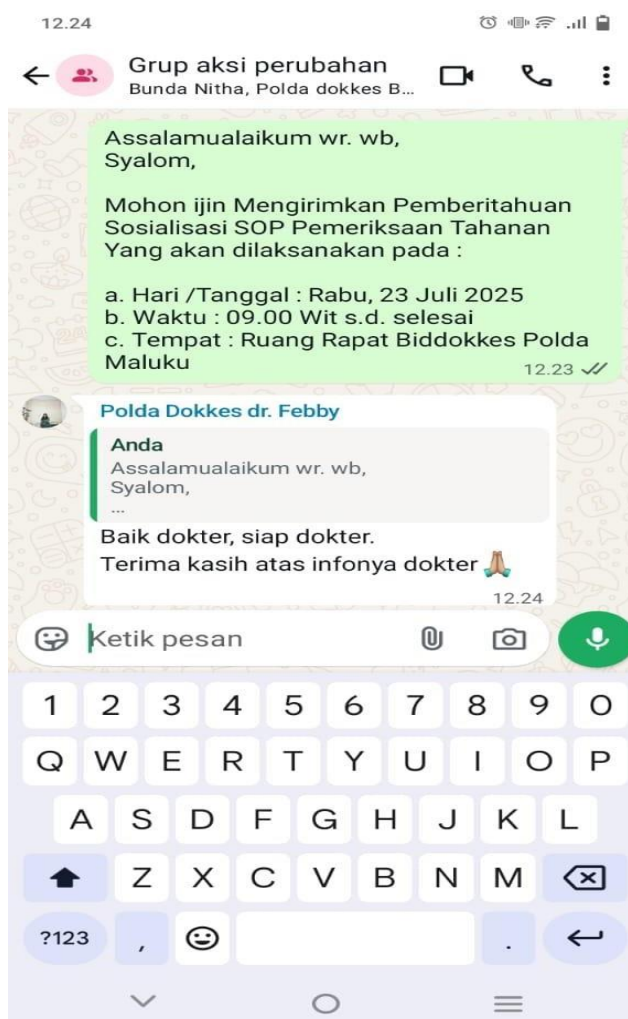 12.24
Grup aksi perubahan
Bunda Nitha, Polda dokkes B...
Assalamualaikum wr. wb,
Syalom,
Mohon ijin Mengirimkan Pemberitahuan
Sosialisasi SOP Pemeriksaan Tahanan
Yang akan dilaksanakan pada :
a. Hari /Tanggal : Rabu, 23 Juli 2025
b. Waktu : 09.00 Wit s.d. selesai
c. Tempat : Ruang Rapat Biddokkes Polda
Maluku
12.23
Polda Dokkes dr. Febby
Anda
Assalamualaikum wr. wb,
Syalom,
...
Baik dokter, siap dokter.
Terima kasih atas infonya dokter 🙏🏼
12.24
Ketik pesan
1 2 3 4 5 6 7 8 9 0
Q W E R T Y U I O P
A S D F G H J K L
Z X C V B N M
?123 , .